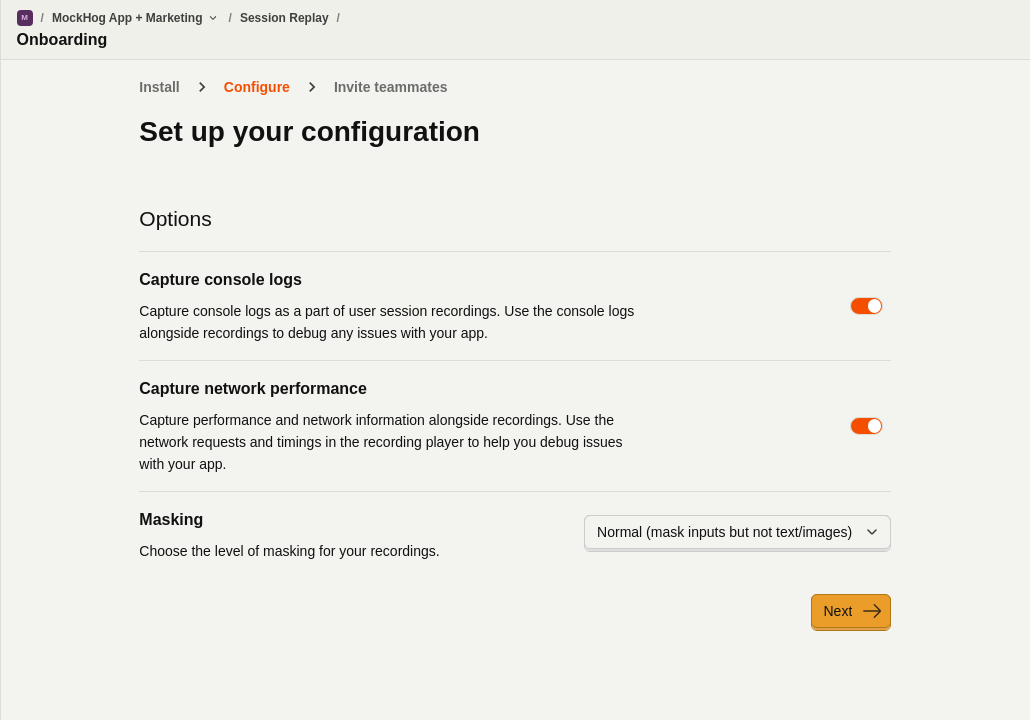 M / MockHog App + Marketing / Session Replay /
Onboarding
Install Configure Invite teammates
Set up your configuration
Options
Capture console logs
Capture console logs as a part of user session recordings. Use the console logs
alongside recordings to debug any issues with your app.
Capture network performance
Capture performance and network information alongside recordings. Use the
network requests and timings in the recording player to help you debug issues
with your app.
Masking
Normal (mask inputs but not text/images)
Choose the level of masking for your recordings.
Next